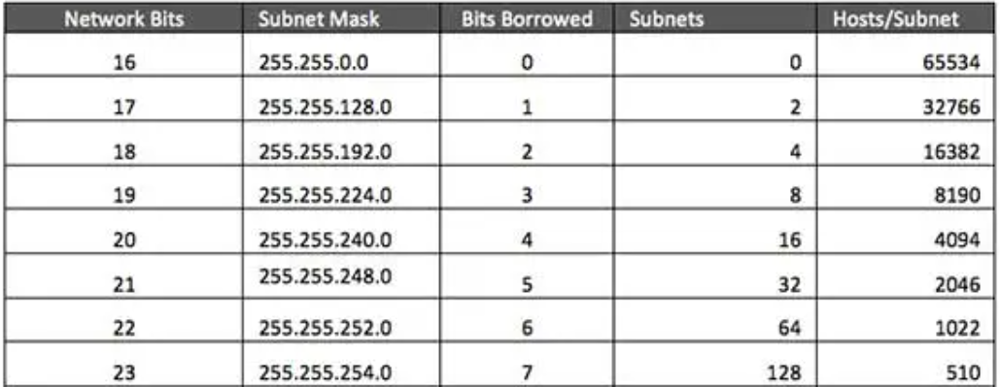 Network Bits Subnet Mask Bits Borrowed Subnets Hosts/Subnet
16 255.255.0.0 0 0 65534
17 255.255.128.0 1 2 32766
18 255.255.192.0 2 4 16382
19 255.255.224.0 3 8 8190
20 255.255.240.0 4 16 4094
21 255.255.248.0 5 32 2046
22 255.255.252.0 6 64 1022
23 255.255.254.0 7 128 510